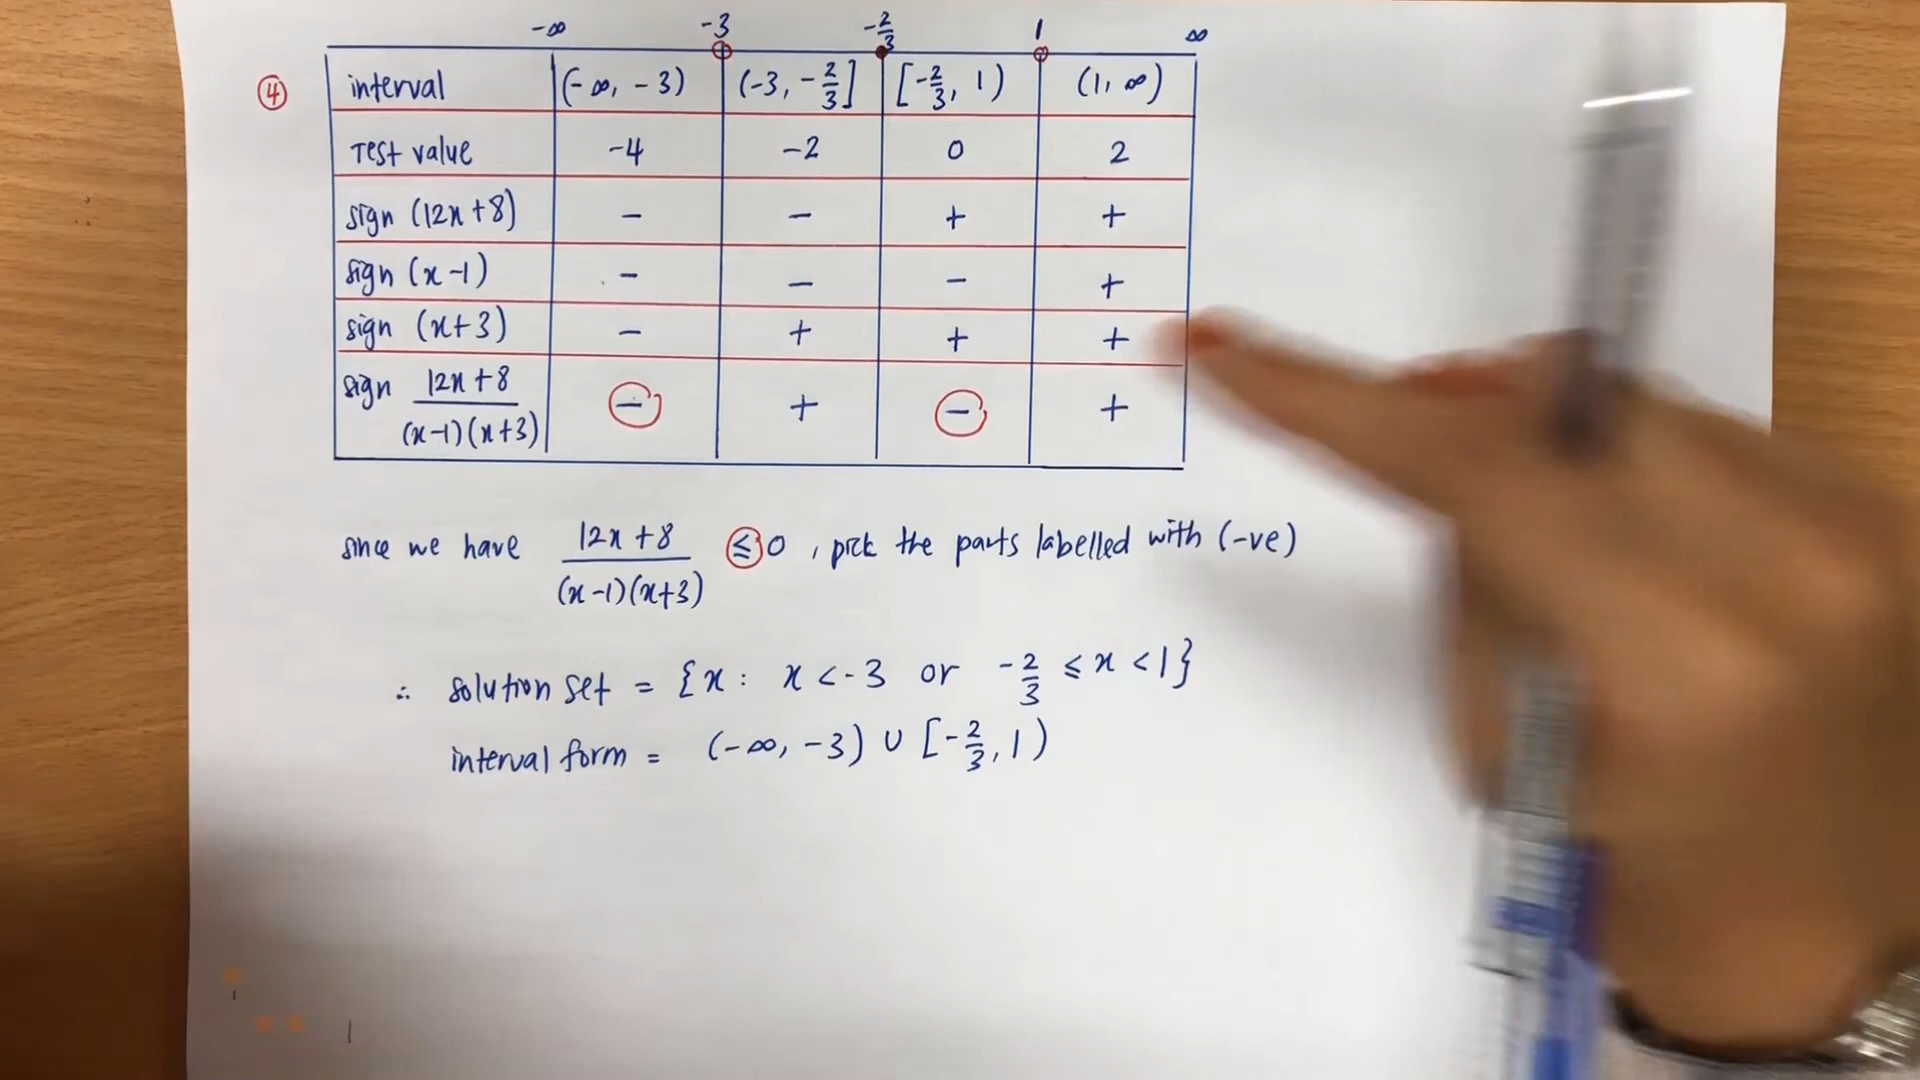 -∞ -3 -2/3 1 ∞
④ interval (-∞, -3) (-3, -2/3] [-2/3, 1) (1, ∞)
Test value -4 -2 0 2
sign (12x+8) - - + +
sign (x-1) - - - +
sign (x+3) - + + +
sign (12x+8)/((x-1)(x+3)) - + - +
since we have (12x+8)/((x-1)(x+3)) ≤ 0, pick the parts labelled with (-ve)
∴ solution set = {x: x < -3 or -2/3 ≤ x < 1}
interval form = (-∞, -3) ∪ [-2/3, 1)